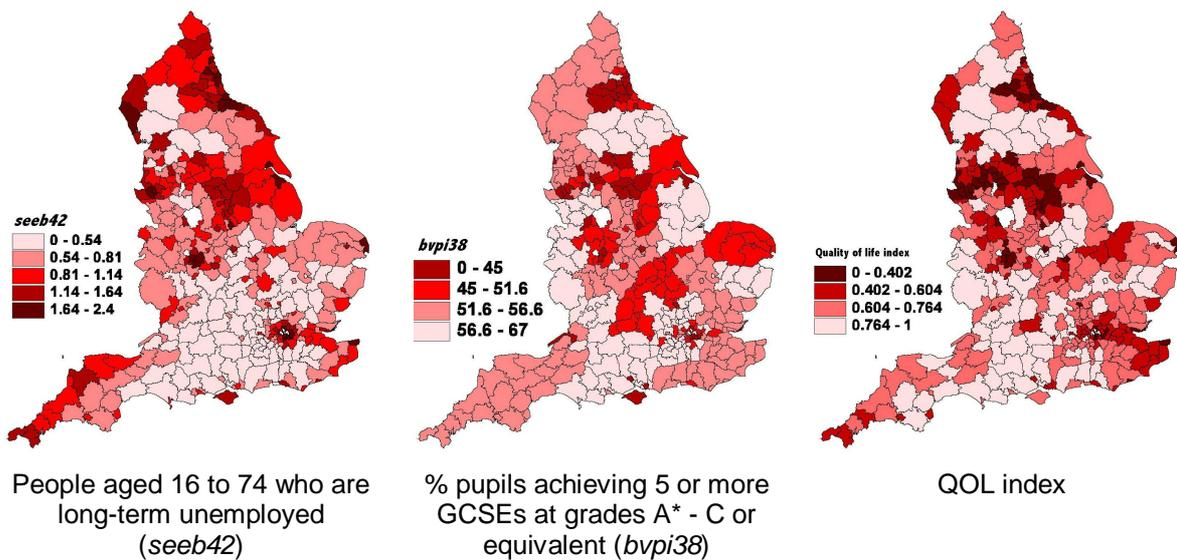 seeb42
0 - 0.54
0.54 - 0.81
0.81 - 1.14
1.14 - 1.64
1.64 - 2.4
bvpi38
0 - 45
45 - 51.6
51.6 - 56.6
56.6 - 67
Quality of life index
0 - 0.402
0.402 - 0.604
0.604 - 0.764
0.764 - 1
People aged 16 to 74 who are
long-term unemployed
(seeb42)
% pupils achieving 5 or more
GCSEs at grades A* - C or
equivalent (bvpi38)
QOL index